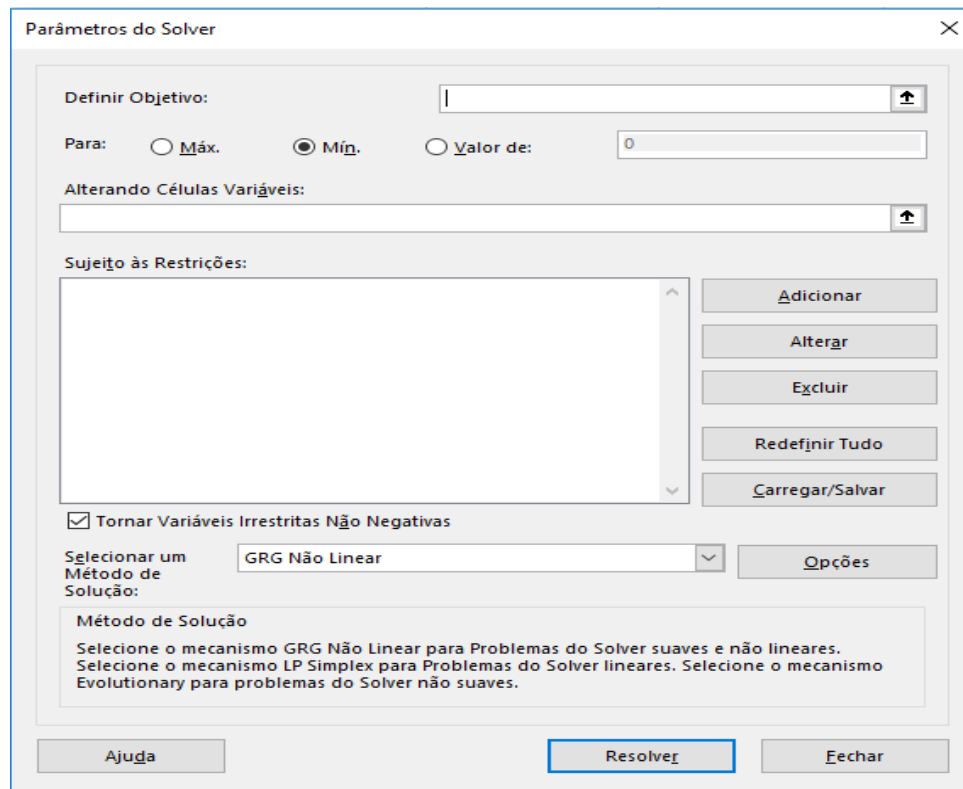 Parâmetros do Solver
Definir Objetivo:
Para: Máx. Mín. Valor de: 0
Alterando Células Variáveis:
Sujeito às Restrições:
Adicionar
Alterar
Excluir
Redefinir Tudo
Carregar/Salvar
Tornar Variáveis Irrestritas Não Negativas
Selecionar um
Método de
Solução:
GRG Não Linear
Opções
Método de Solução
Selecione o mecanismo GRG Não Linear para Problemas do Solver suaves e não lineares.
Selecione o mecanismo LP Simplex para Problemas do Solver lineares. Selecione o mecanismo
Evolutionary para problemas do Solver não suaves.
Ajuda Resolver Fechar